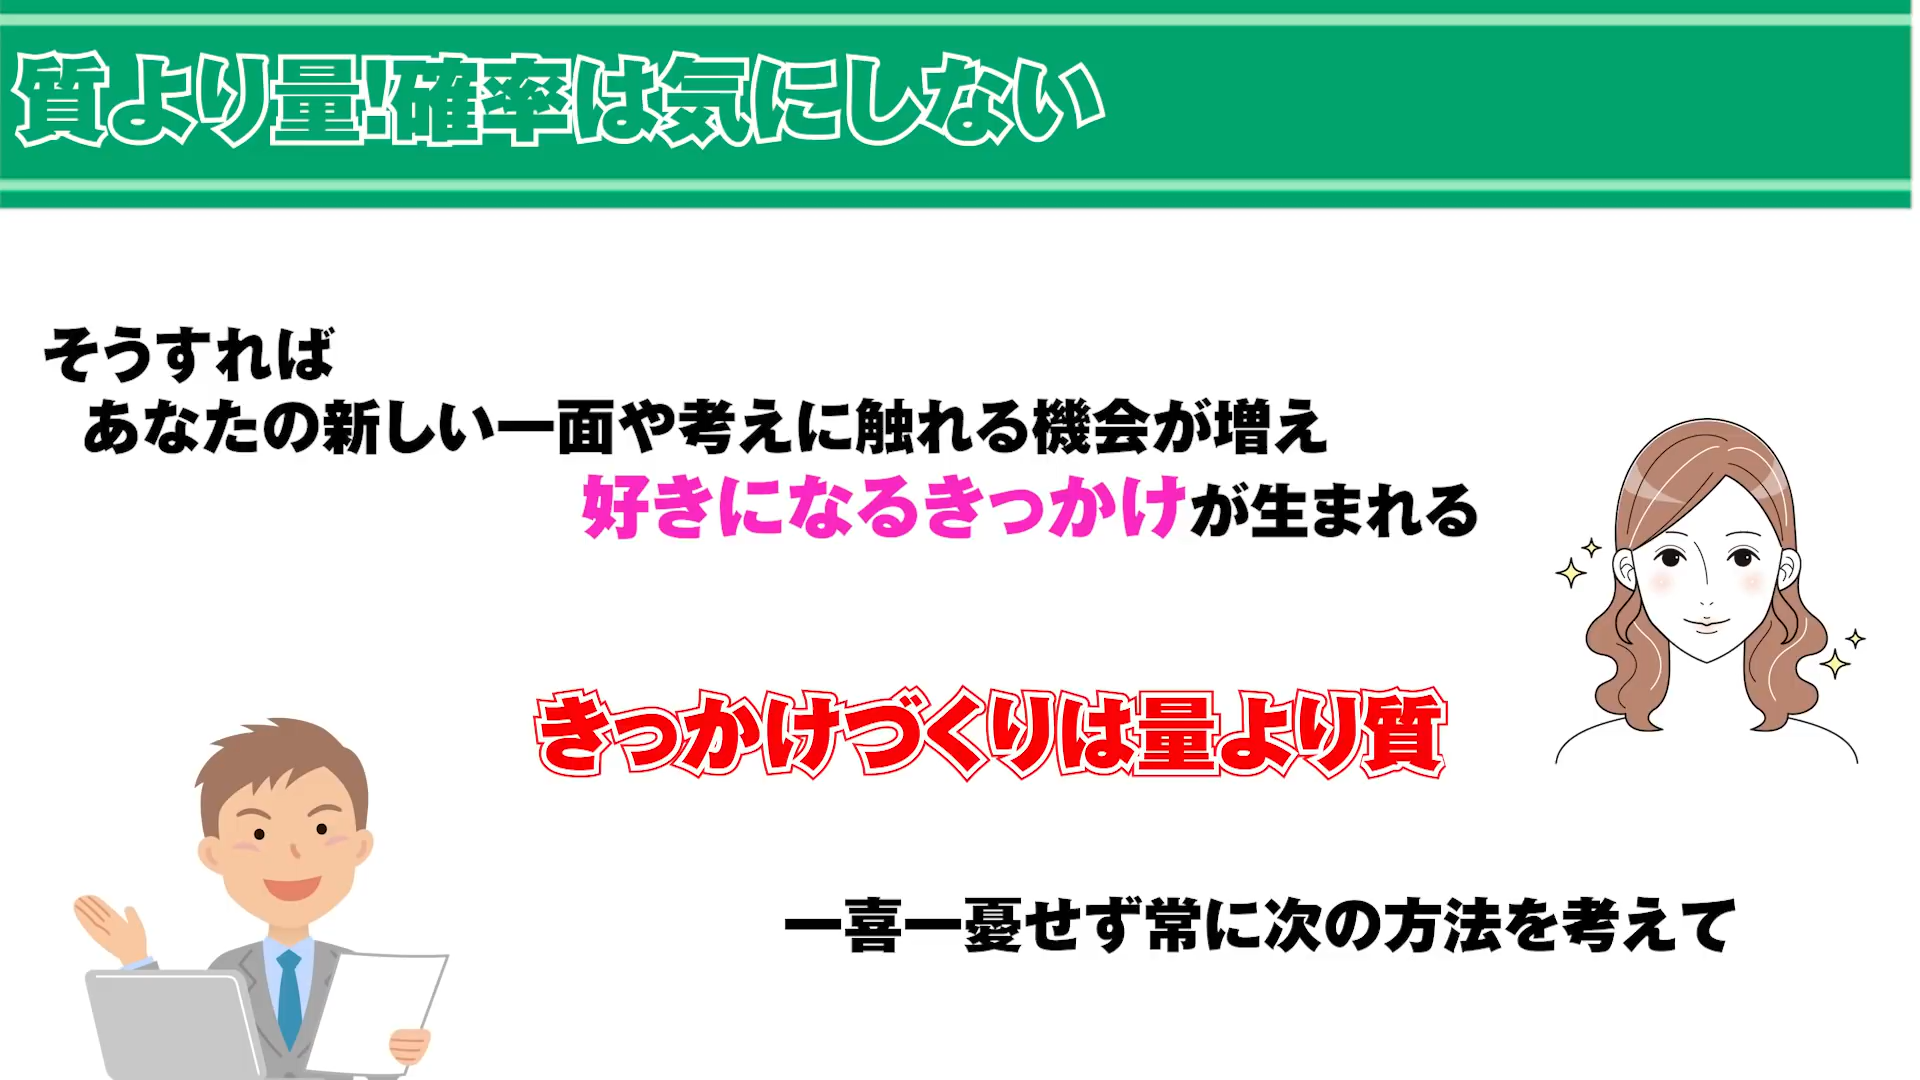 質より量!確率は気にしない
そうすれば
あなたの新しい一面や考えに触れる機会が増え
好きになるきっかけが生まれる
きっかけづくりは量より質
一喜一憂せず常に次の方法を考えて